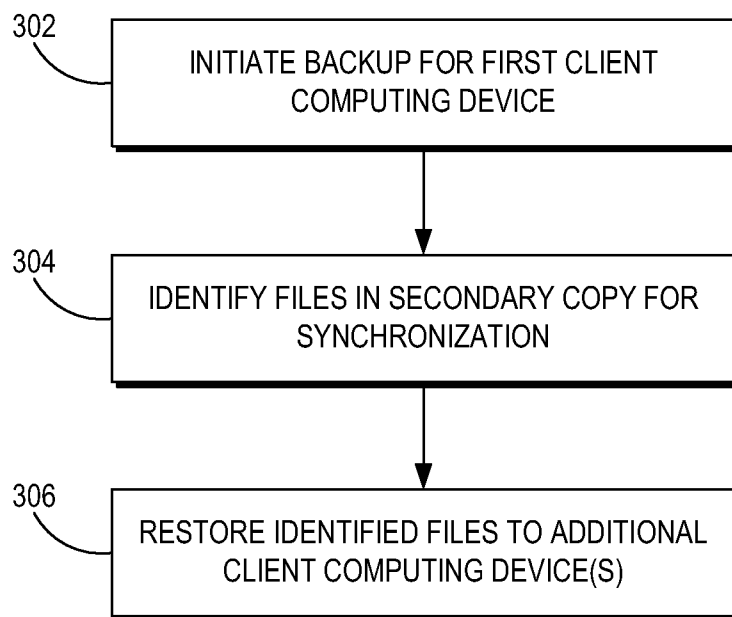 302
INITIATE BACKUP FOR FIRST CLIENT
COMPUTING DEVICE
304
IDENTIFY FILES IN SECONDARY COPY FOR
SYNCHRONIZATION
306
RESTORE IDENTIFIED FILES TO ADDITIONAL
CLIENT COMPUTING DEVICE(S)